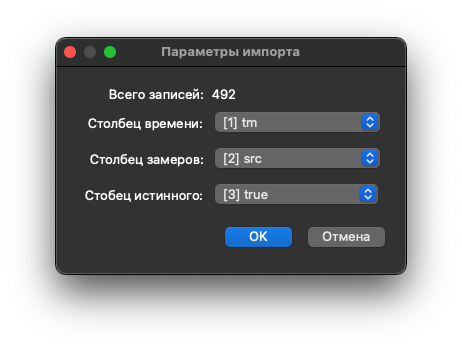 Параметры импорта
Всего записей: 492
Столбец времени: [1] tm
Столбец замеров: [2] src
Стобец истинного: [3] true
OK Отмена